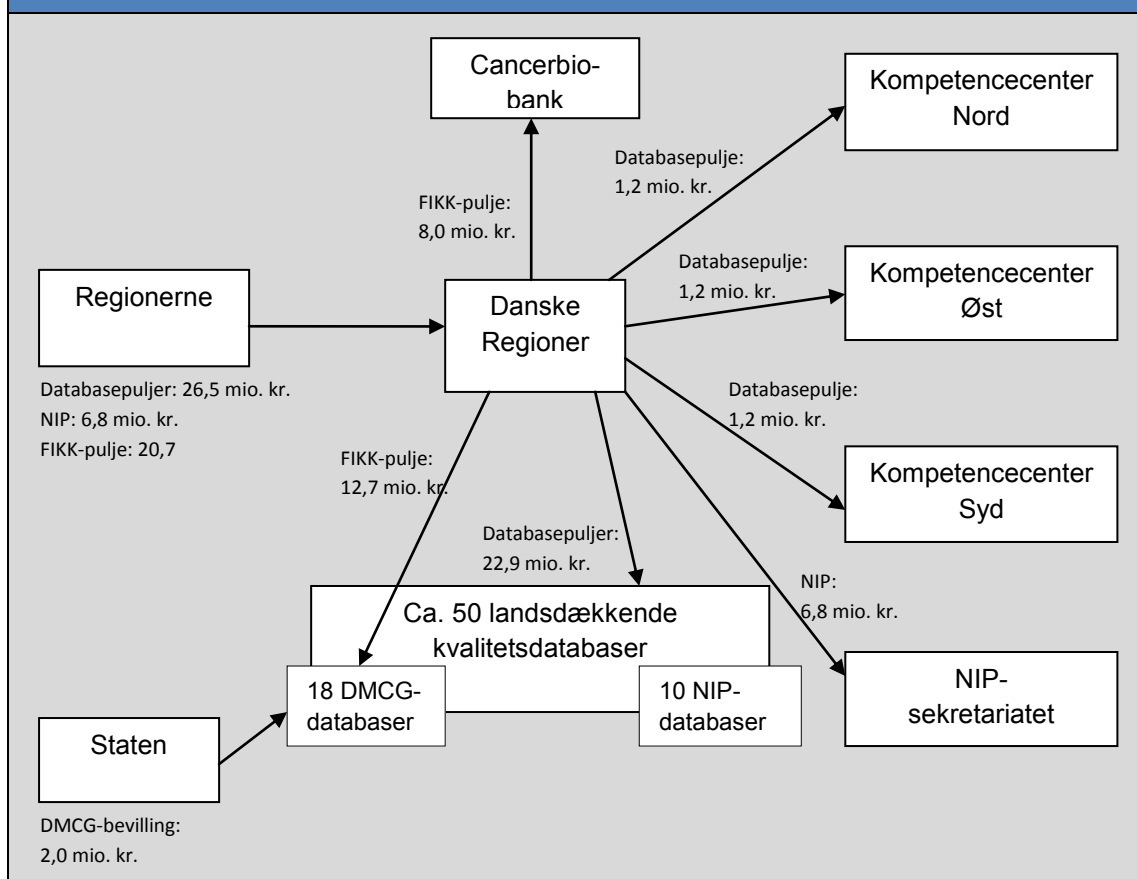 Cancerbio-
bank
Kompetencecenter
Nord
Databasepulje:
1,2 mio. kr.
FIKK-pulje:
8,0 mio. kr.
Databasepulje:
1,2 mio. kr.
Kompetencecenter
Øst
Regionerne
Danske
Regioner
Databasepuljer: 26,5 mio. kr.
NIP: 6,8 mio. kr.
FIKK-pulje: 20,7
Databasepulje:
1,2 mio. kr.
Kompetencecenter
Syd
FIKK-pulje:
12,7 mio. kr.
Databasepuljer:
22,9 mio. kr.
NIP:
6,8 mio. kr.
Ca. 50 landsdækkende
kvalitetsdatabaser
18 DMCG-
databaser
10 NIP-
databaser
NIP-
sekretariatet
Staten
DMCG-bevilling:
2,0 mio. kr.